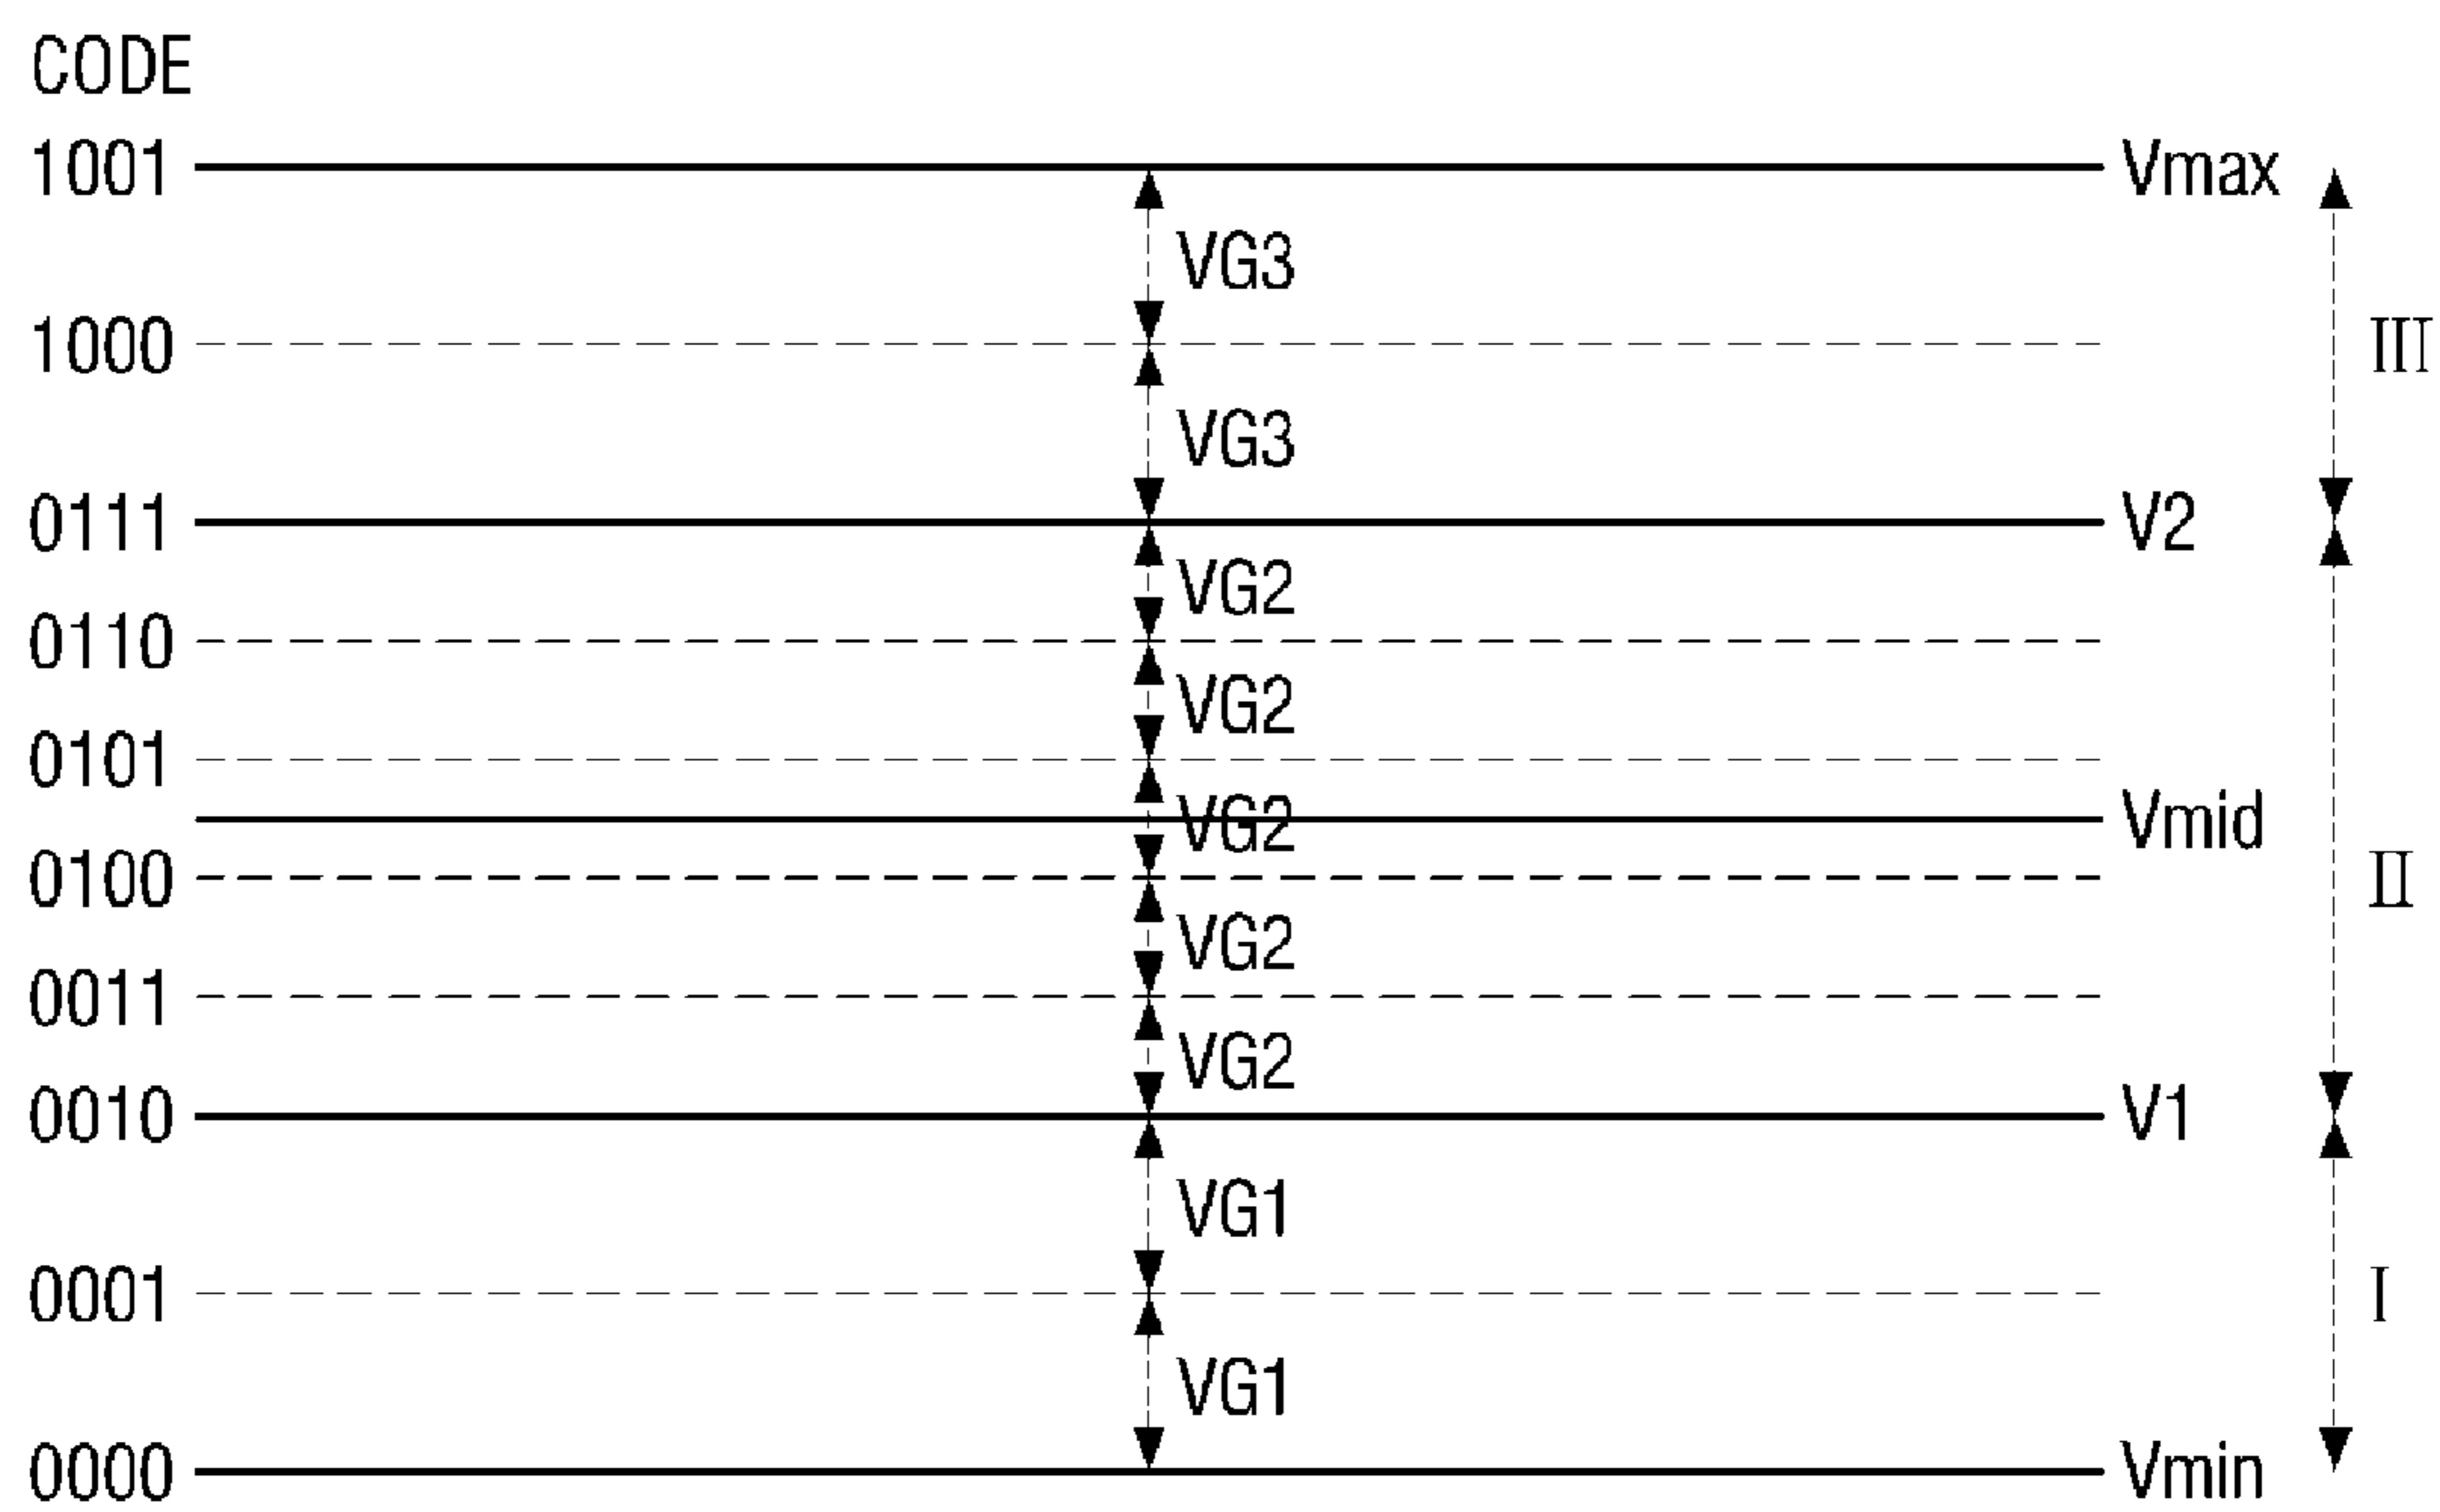 CODE
1001 Vmax
VG3
1000 III
VG3
0111 V2
VG2
0110
VG2
0101
VG2 Vmid
0100 II
VG2
0011
VG2
0010 V1
VG1
0001 I
VG1
0000 Vmin